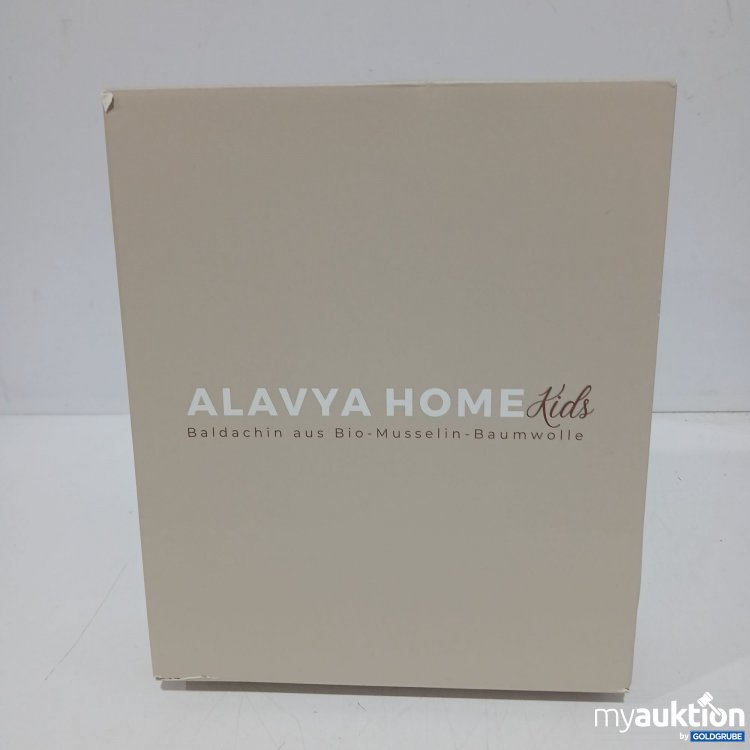 ALAVYA HOME Kids
Baldachin aus Bio-Musselin-Baumwolle
myauktion
by GOLDGRUBE